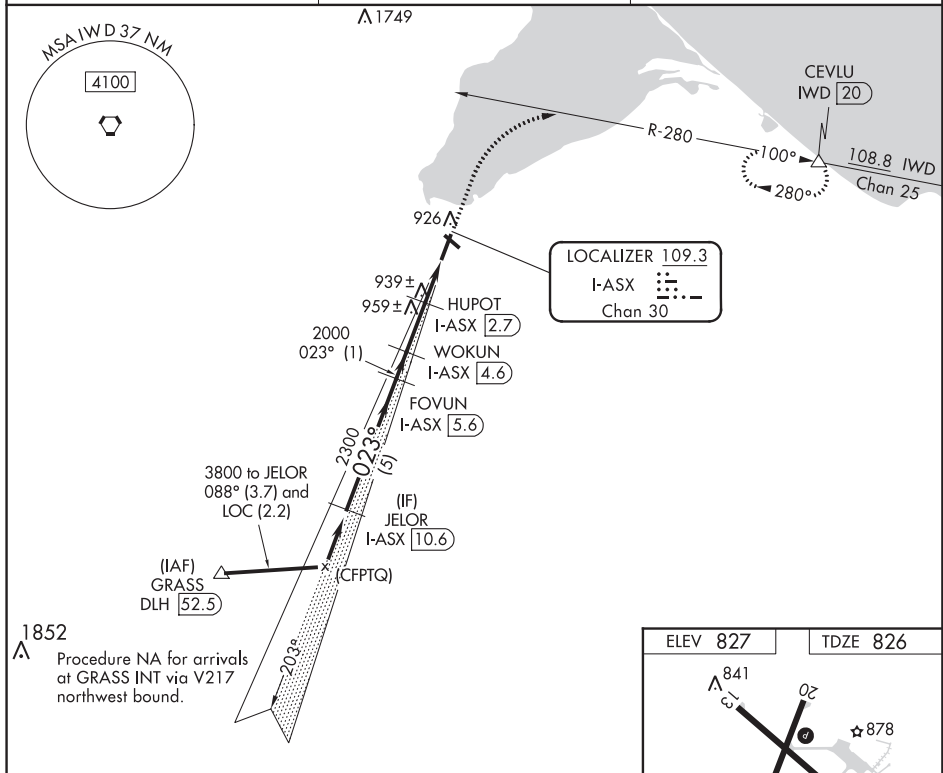 1749
MSA IWD 37 NM
4100
CEVLU
IWD 20
R-280
100°
280°
108.8 IWD
Chan 25
926
LOCALIZER 109.3
I-ASX
Chan 30
939±
959±
HUPOT
I-ASX 2.7
2000
023° (1)
WOKUN
I-ASX 4.6
FOVUN
I-ASX 5.6
2300
023°
(5)
3800 to JELOR
088° (3.7) and
LOC (2.2)
(IF)
JELOR
I-ASX 10.6
(IAF)
GRASS
DLH 52.5
(CFPTQ)
203°
1852
Procedure NA for arrivals
at GRASS INT via V217
northwest bound.
ELEV 827
TDZE 826
841
13
20
P
878